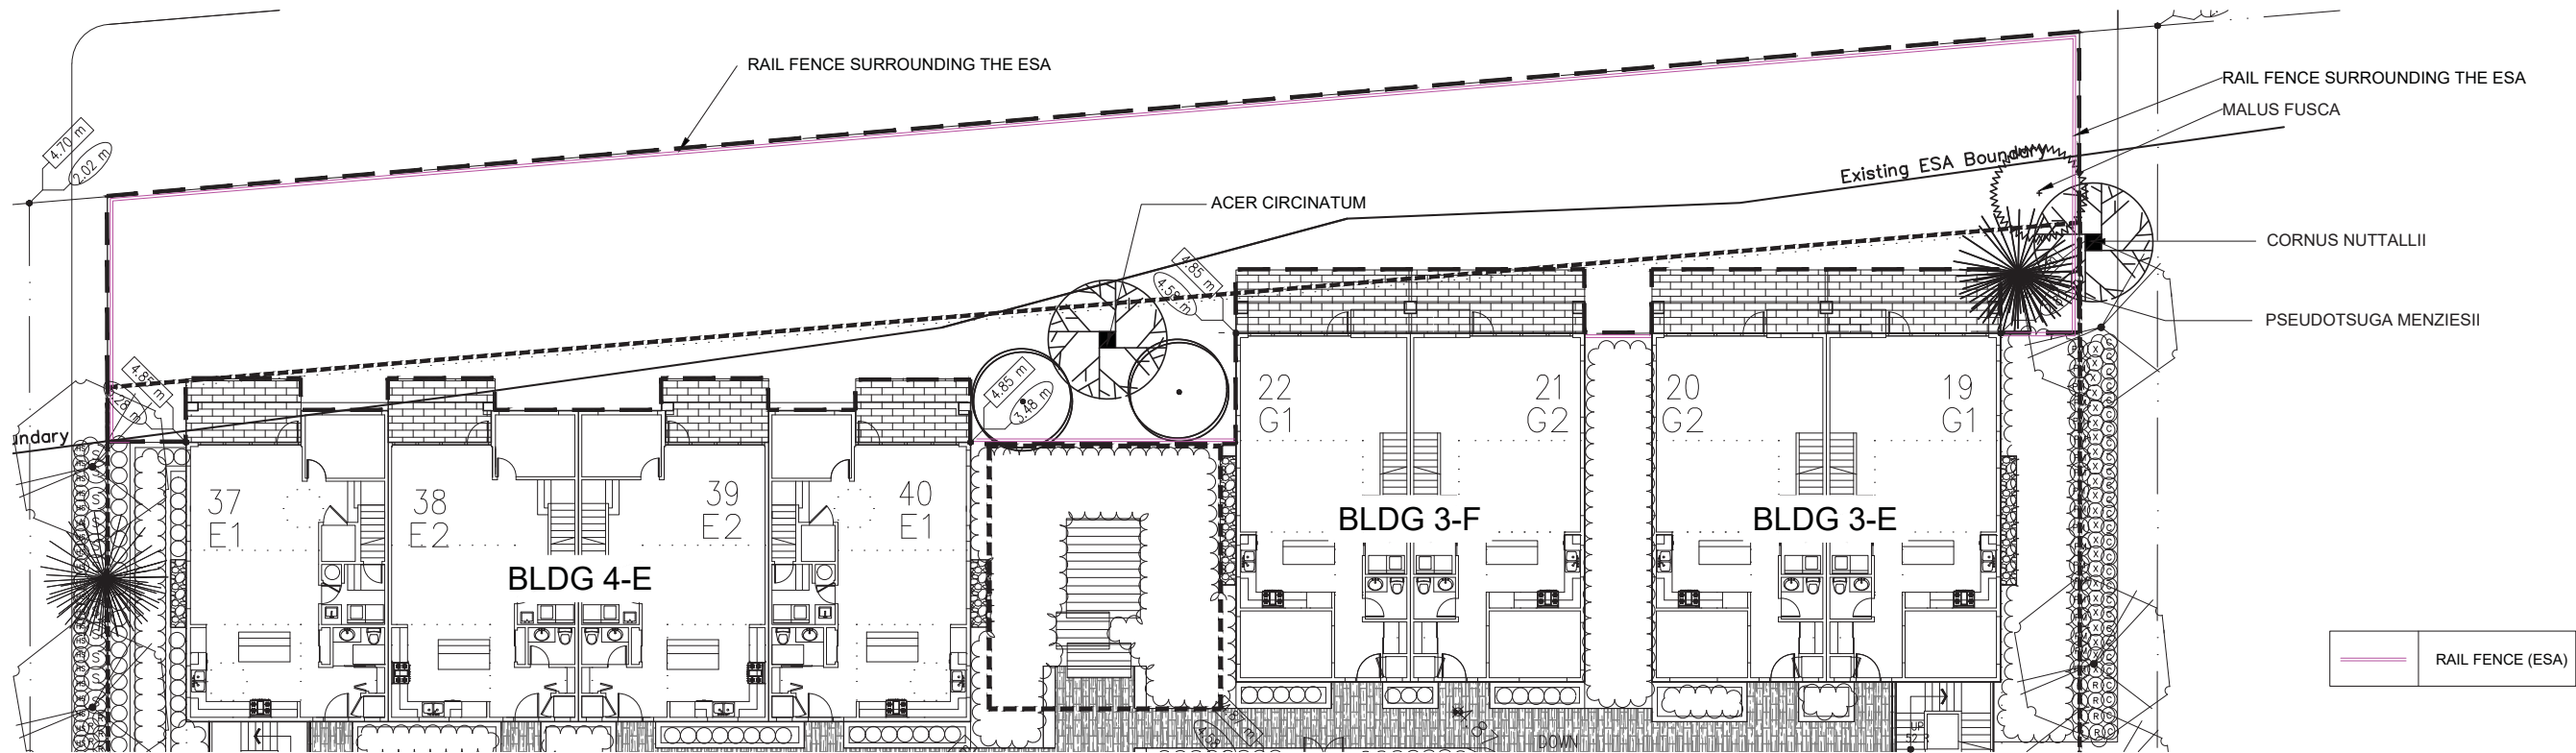 RAIL FENCE SURROUNDING THE ESA
RAIL FENCE SURROUNDING THE ESA
MALUS FUSCA
4.70 m
2.02 m
Existing ESA Boundary
ACER CIRCINATUM
CORNUS NUTTALLII
4.85 m
4.58 m
PSEUDOTSUGA MENZIESII
4.85 m
4.85 m
3.48 m
22
G1
21
G2
20
G2
19
G1
37
E1
38
E2
39
E2
40
E1
BLDG 3-F
BLDG 3-E
BLDG 4-E
RAIL FENCE (ESA)
UP
DOWN